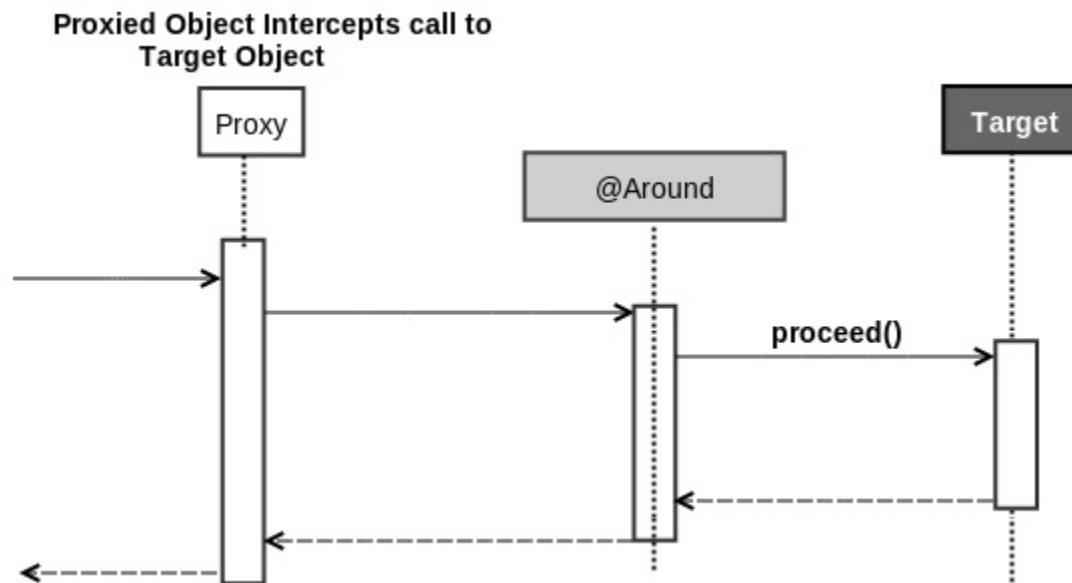 Proxied Object Intercepts call to
Target Object
Proxy
Target
@Around
proceed()